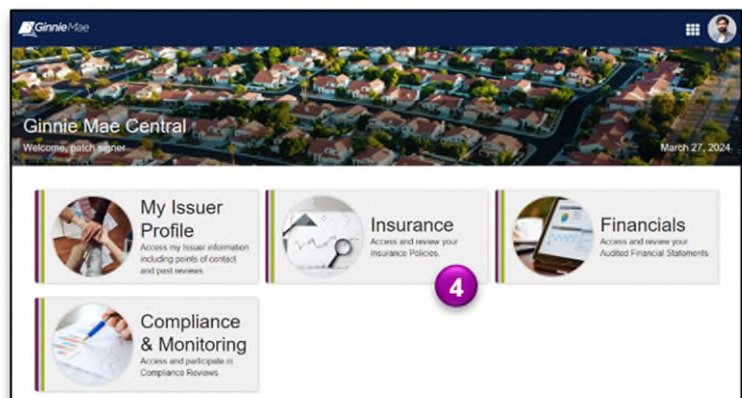 GinnieMae
Ginnie Mae Central
Welcome, patch signer
March 27, 2024
My Issuer
Profile
Access my Issuer information
including points of contact
and past reviews
Insurance
Access and review your
Insurance Policies.
4
Financials
Access and review your
Audited Financial Statements
Compliance
& Monitoring
Access and participate in
Compliance Reviews.